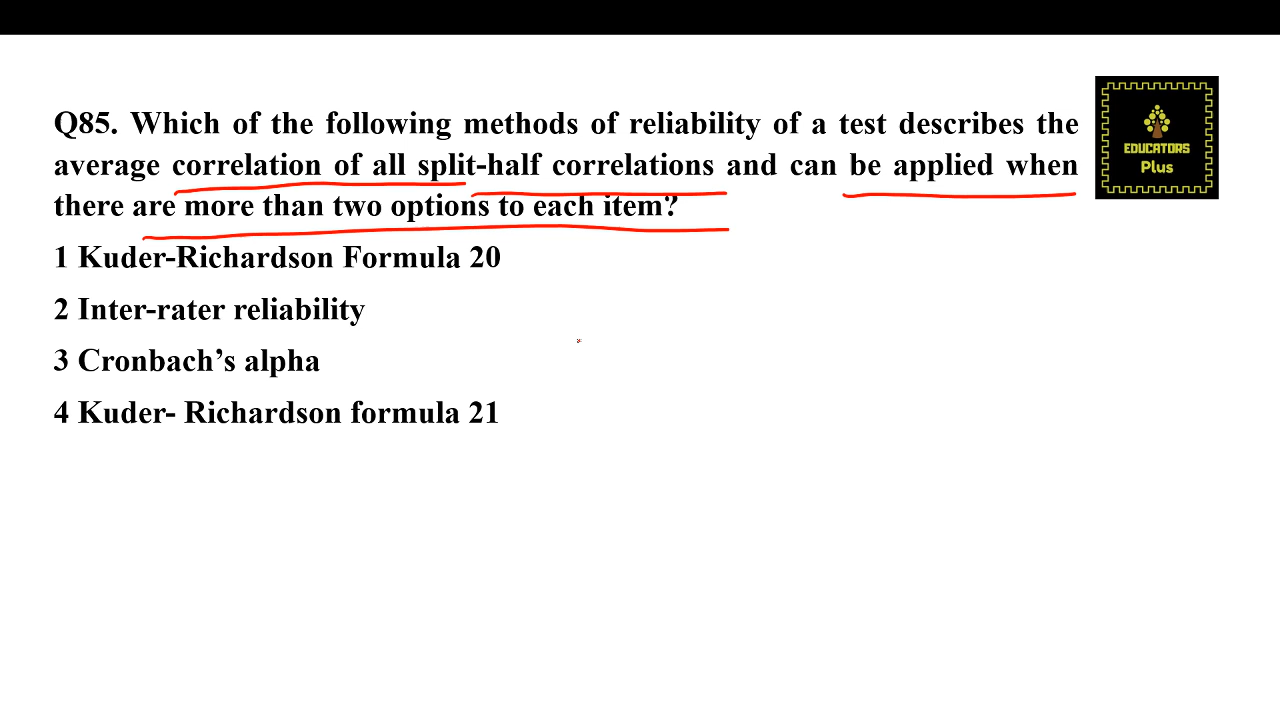 Q85. Which of the following methods of reliability of a test describes the
average correlation of all split-half correlations and can be applied when
there are more than two options to each item?
1 Kuder-Richardson Formula 20
2 Inter-rater reliability
3 Cronbach’s alpha
4 Kuder- Richardson formula 21
EDUCATORS
Plus